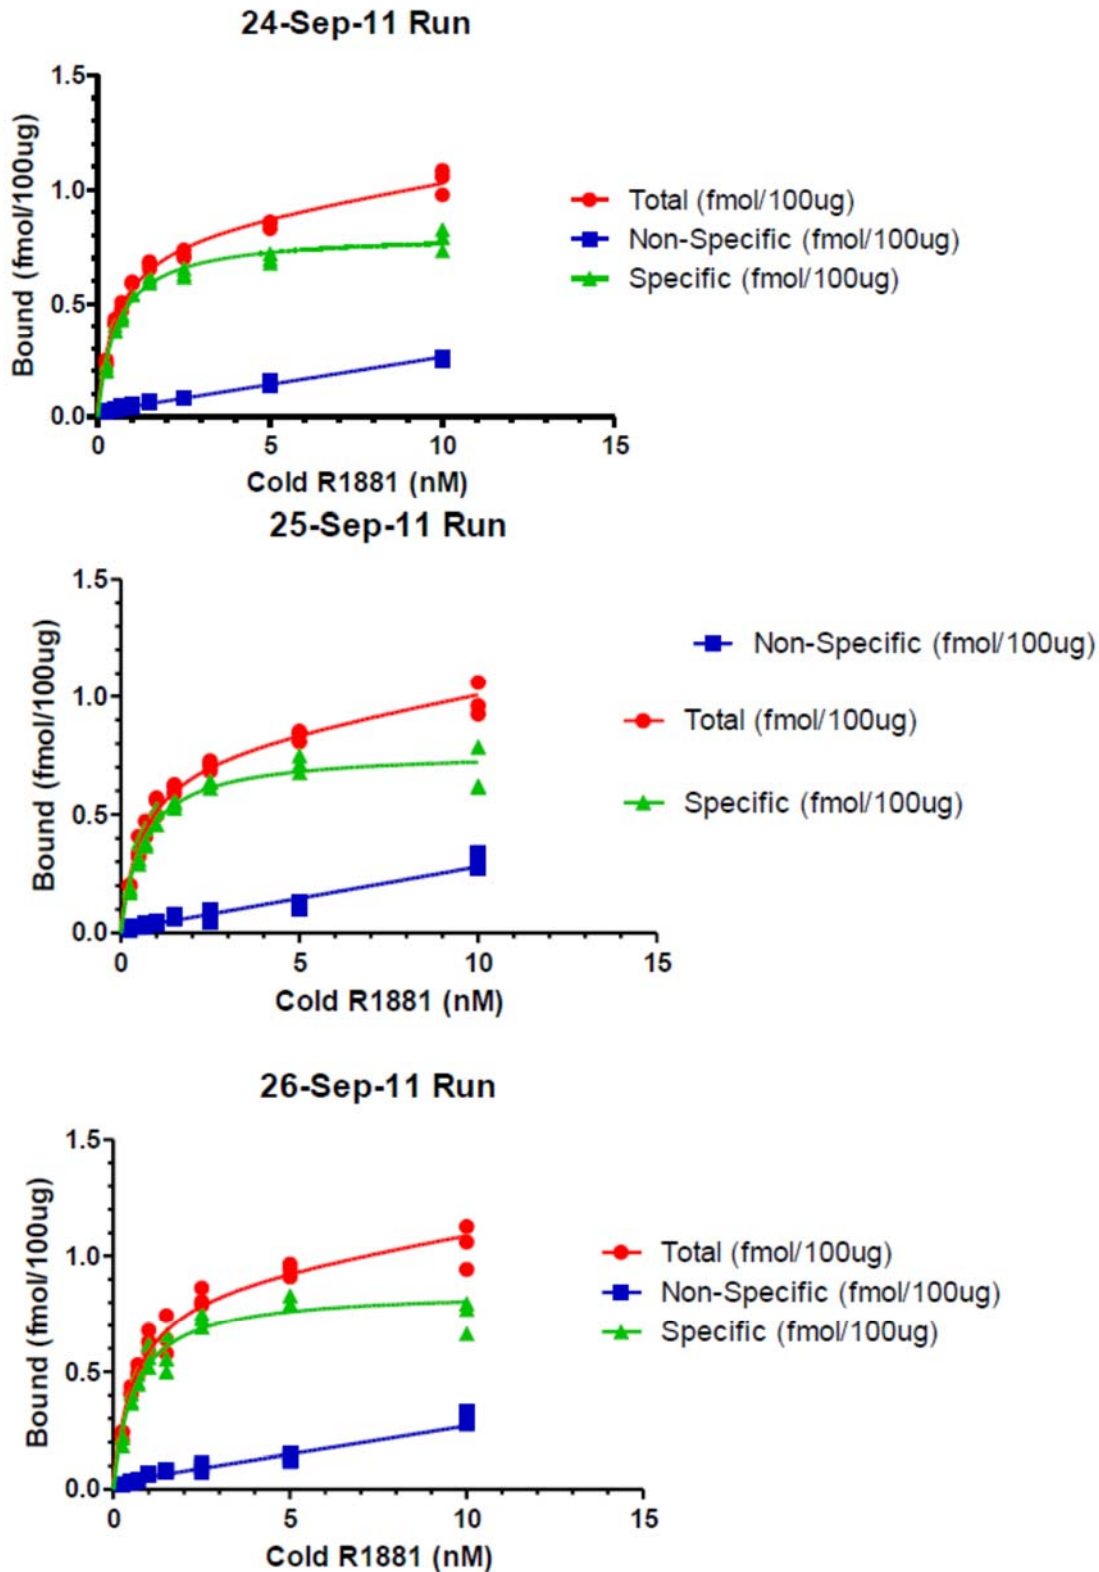 24-Sep-11 Run
1.5
1.0
0.5
0.0
Bound (fmol/100ug)
0 5 10 15
Cold R1881 (nM)
Total (fmol/100ug)
Non-Specific (fmol/100ug)
Specific (fmol/100ug)
25-Sep-11 Run
1.5
1.0
0.5
0.0
Bound (fmol/100ug)
0 5 10 15
Cold R1881 (nM)
Non-Specific (fmol/100ug)
Total (fmol/100ug)
Specific (fmol/100ug)
26-Sep-11 Run
1.5
1.0
0.5
0.0
Bound (fmol/100ug)
0 5 10 15
Cold R1881 (nM)
Total (fmol/100ug)
Non-Specific (fmol/100ug)
Specific (fmol/100ug)